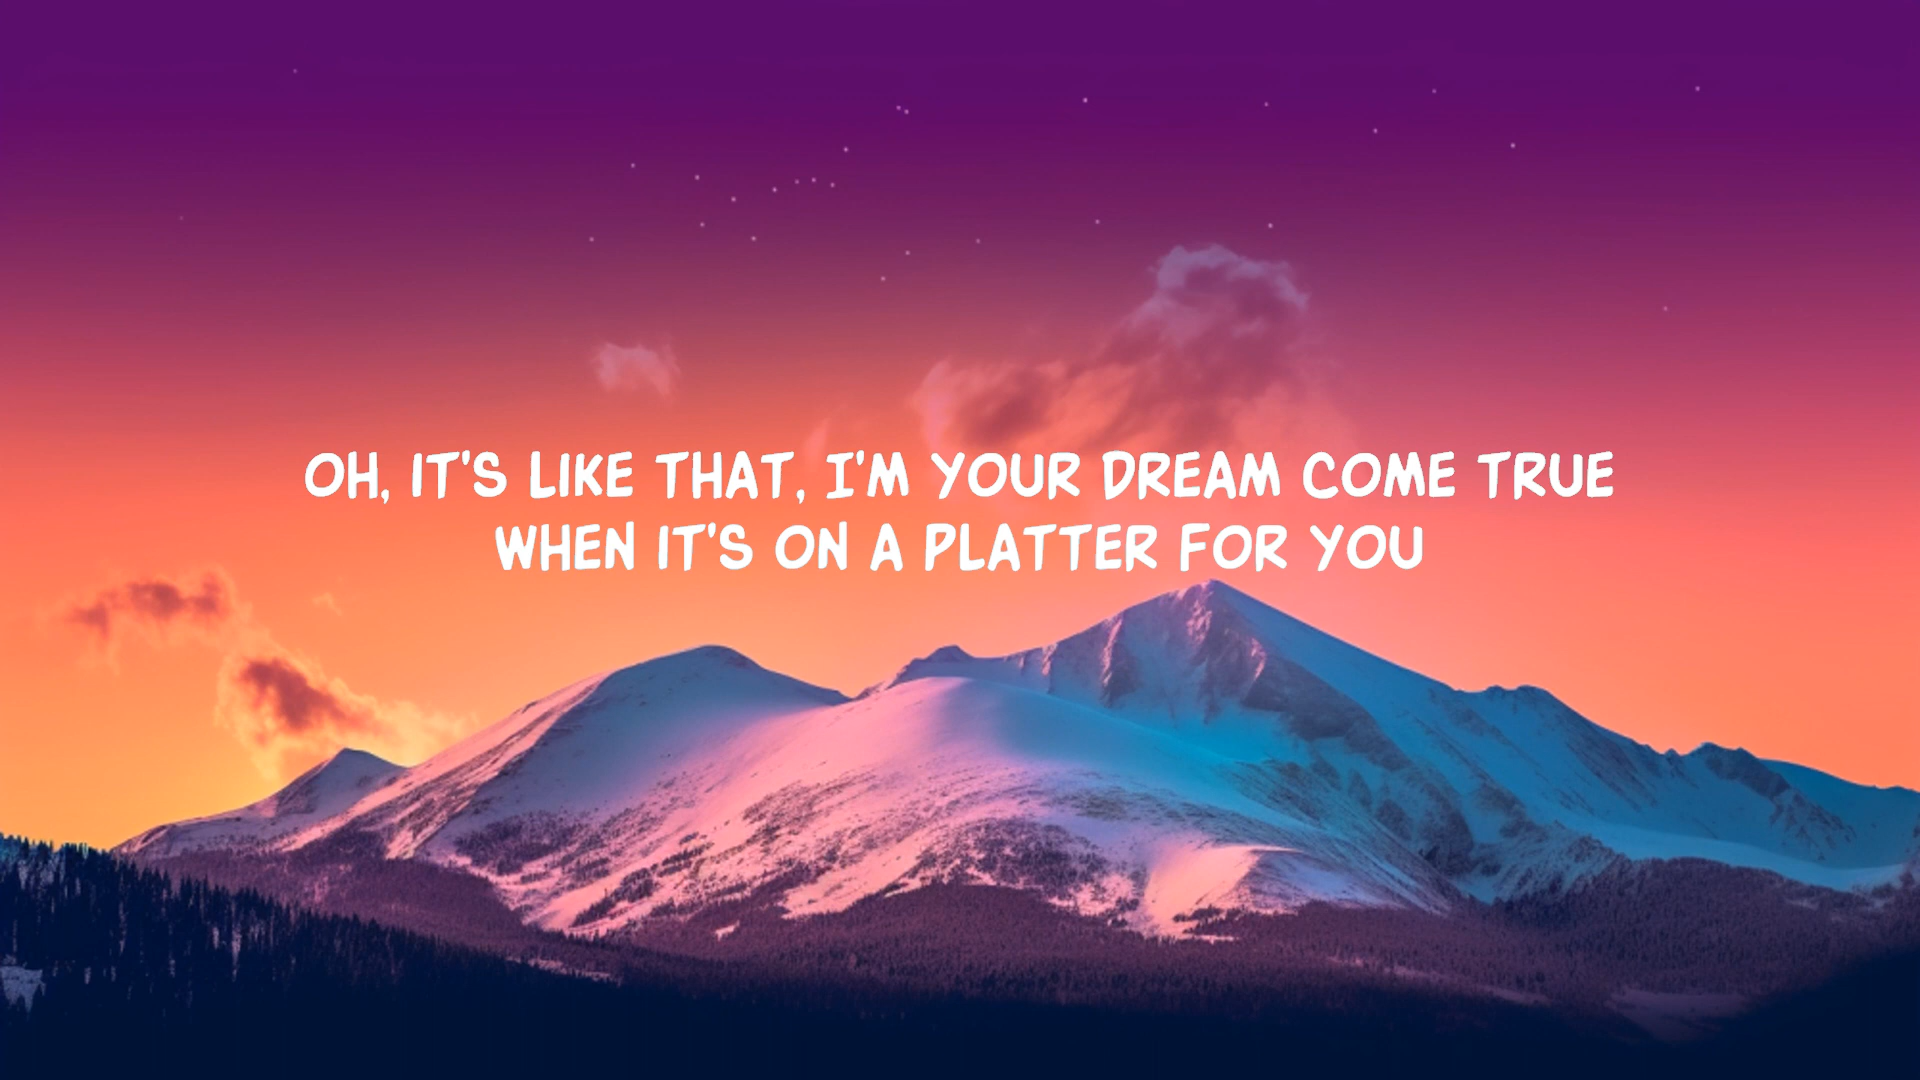 OH, IT'S LIKE THAT, I'M YOUR DREAM COME TRUE
WHEN IT'S ON A PLATTER FOR YOU